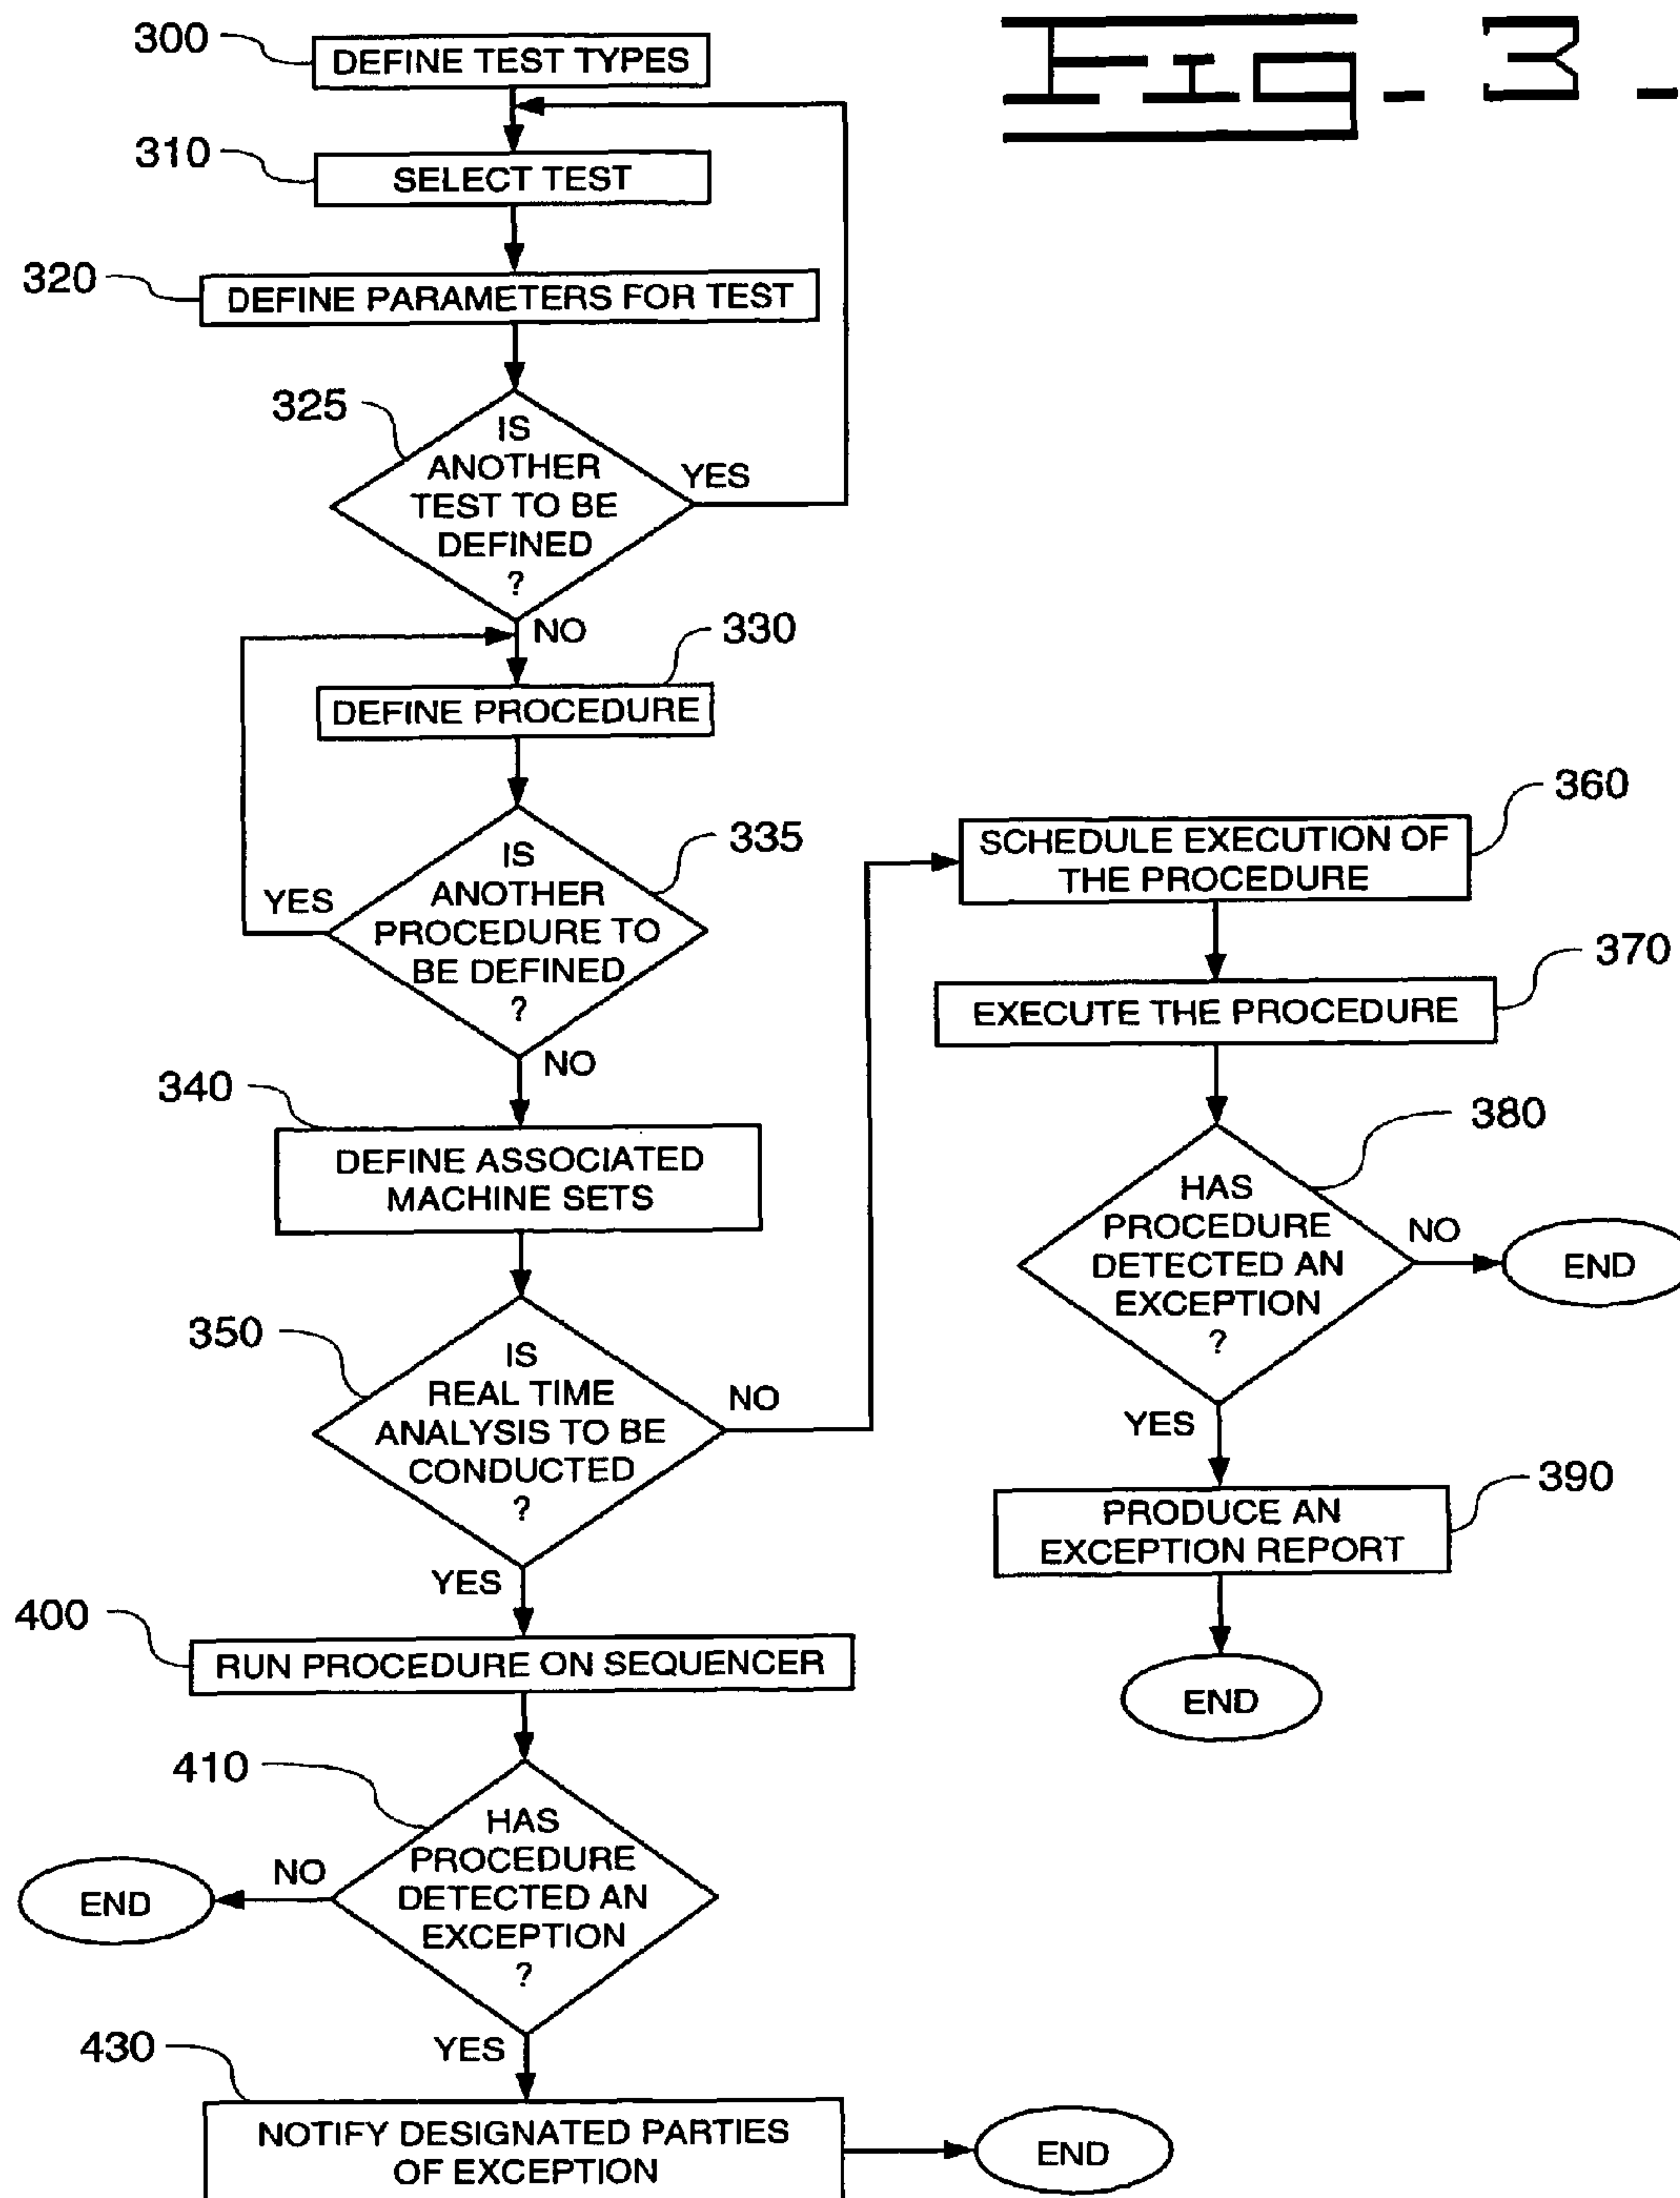 Fig. 3.
300
DEFINE TEST TYPES
310
SELECT TEST
320
DEFINE PARAMETERS FOR TEST
325
IS
ANOTHER
TEST TO BE
DEFINED
?
YES
NO
330
DEFINE PROCEDURE
335
IS
ANOTHER
PROCEDURE TO
BE DEFINED
?
YES
NO
340
DEFINE ASSOCIATED
MACHINE SETS
350
IS
REAL TIME
ANALYSIS TO BE
CONDUCTED
?
NO
YES
400
RUN PROCEDURE ON SEQUENCER
410
HAS
PROCEDURE
DETECTED AN
EXCEPTION
?
NO
END
YES
430
NOTIFY DESIGNATED PARTIES
OF EXCEPTION
END
360
SCHEDULE EXECUTION OF
THE PROCEDURE
370
EXECUTE THE PROCEDURE
380
HAS
PROCEDURE
DETECTED AN
EXCEPTION
?
NO
END
YES
390
PRODUCE AN
EXCEPTION REPORT
END